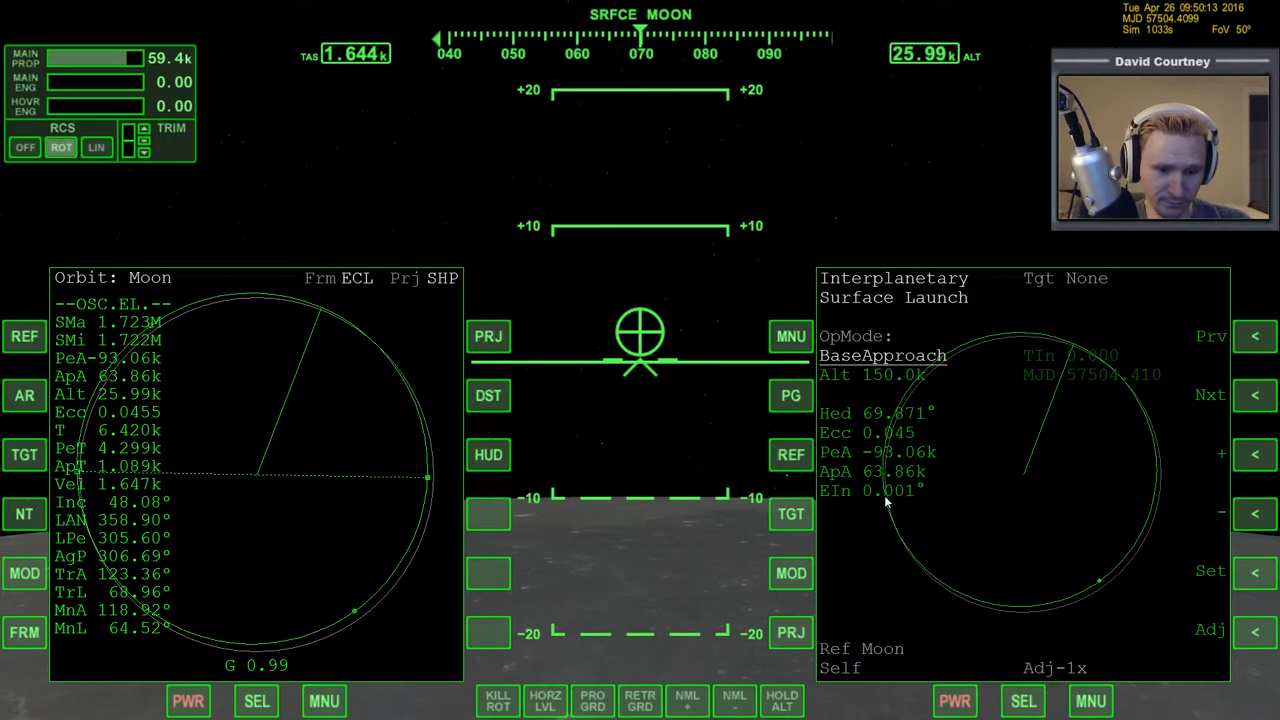 SRFCE MOON
040 050 060 070 080 090
TAS 1.644k
25.99k ALT
Tue Apr 26 09:50:13 2016
MJD 57504.4099
Sim 1033s FoV 50°
David Courtney
MAIN PROP 59.4k
MAIN ENG 0.00
HOVR ENG 0.00
RCS TRIM
OFF ROT LIN
+20 +20
+10 +10
-10 -10
-20 -20
Orbit: Moon Frm ECL Prj SHP
--OSC.EL.--
SMa 1.723M
SMi 1.722M
PeA-93.06k
ApA 63.86k
Alt 25.99k
Ecc 0.0455
T 6.420k
PeT 4.299k
ApT 1.089k
Vel 1.647k
Inc 48.08°
LAN 358.90°
LPe 305.60°
AgP 306.69°
TrA 123.36°
TrL 68.96°
MnA 118.92°
MnL 64.52°
G 0.99
REF
AR
TGT
NT
MOD
FRM
PRJ
DST
HUD
PWR SEL MNU
KILL ROT
HORZ LVL
PRO GRD
RETR GRD
NML +
NML -
HOLD ALT
MNU
PG
REF
TGT
MOD
PRJ
Interplanetary Tgt None
Surface Launch
OpMode:
BaseApproach TIn 0.000
Alt 150.0k MJD 57504.410
Hed 69.871°
Ecc 0.045
PeA -93.06k
ApA 63.86k
EIn 0.001°
Ref Moon
Self Adj-1x
Prv <
Nxt <
+ <
- <
Set <
Adj <
PWR SEL MNU